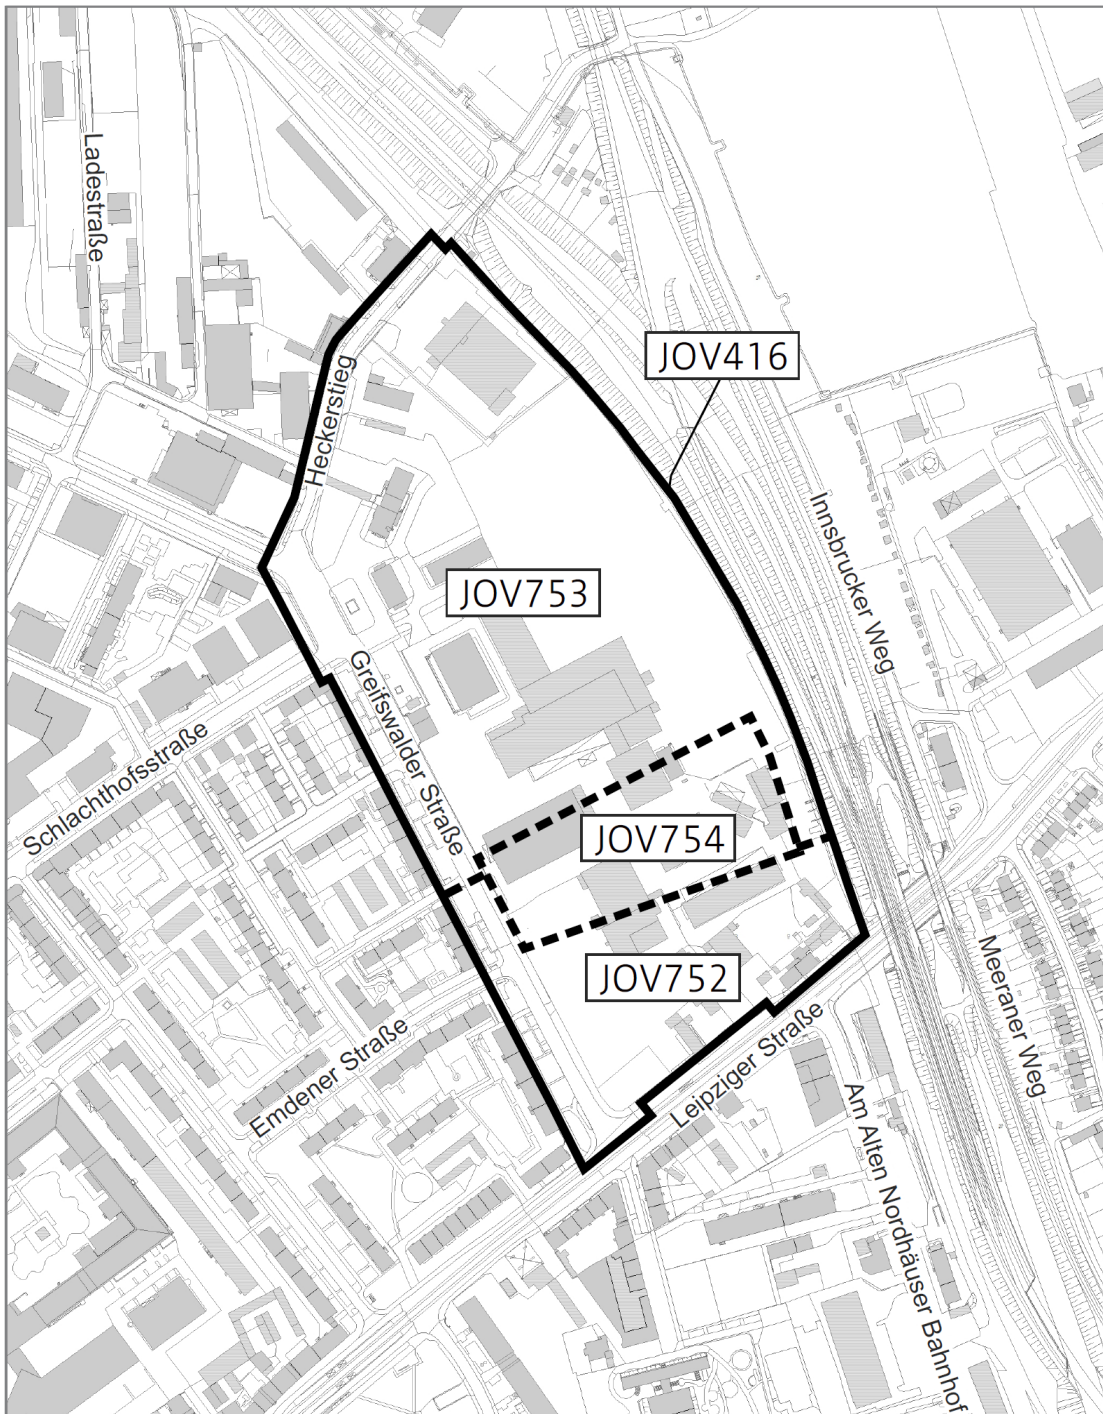 Ladestraße
JOV416
Heckerstieg
Innsbrucker Weg
JOV753
Greifswalder Straße
Schlachthofsstraße
JOV754
JOV752
Meeraner Weg
Emdener Straße
Leipziger Straße
Am Alten Nordhäuser Bahnhof